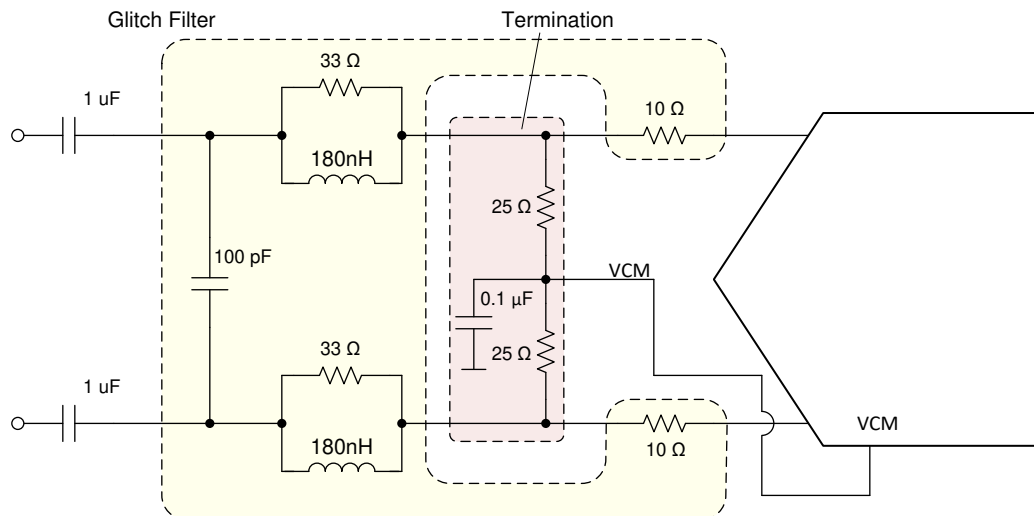 Glitch Filter
Termination
33 Ω
1 uF
10 Ω
180nH
25 Ω
100 pF
VCM
0.1 µF
25 Ω
33 Ω
1 uF
VCM
10 Ω
180nH